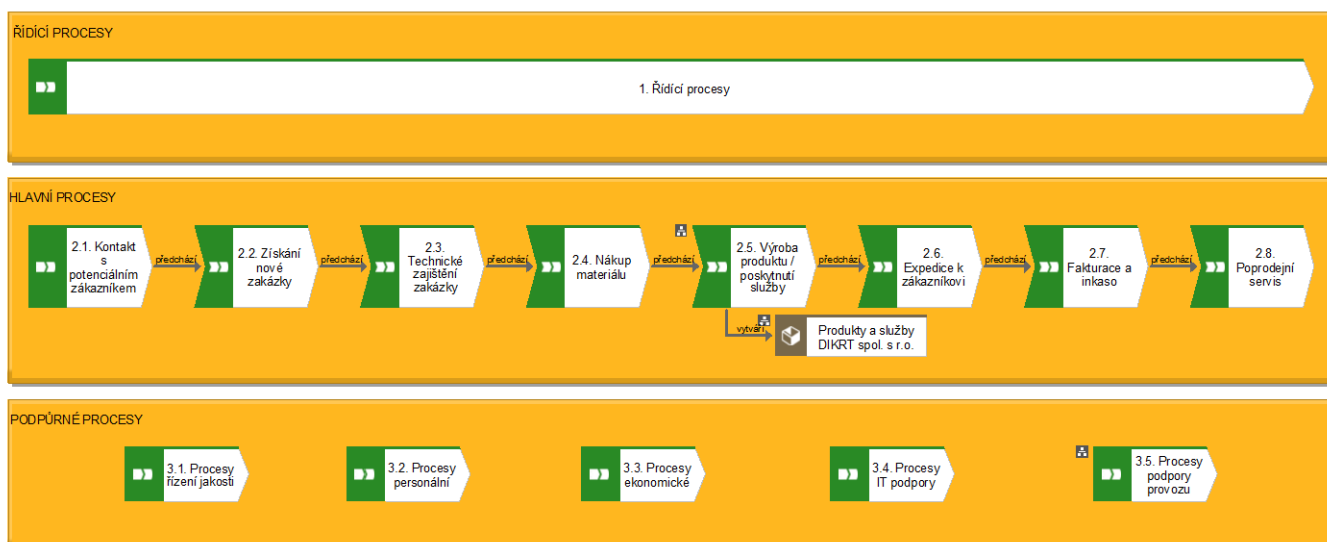 ŘÍDÍCÍ PROCESY
1. Řídící procesy
HLAVNÍ PROCESY
2.1. Kontakt
s
potenciálním
zákazníkem
předchází
2.2. Získání
nové
zakázky
předchází
2.3.
Technické
zajištění
zakázky
předchází
2.4. Nákup
materiálu
předchází
2.5. Výroba
produktu /
poskytnutí
služby
předchází
2.6.
Expedice k
zákazníkovi
předchází
2.7.
Fakturace a
inkaso
předchází
2.8.
Poprodejní
servis
vytváří
Produkty a služby
DIKRT spol. s r.o.
PODPŮRNÉ PROCESY
3.1. Procesy
řízení jakosti
3.2. Procesy
personální
3.3. Procesy
ekonomické
3.4. Procesy
IT podpory
3.5. Procesy
podpory
provozu